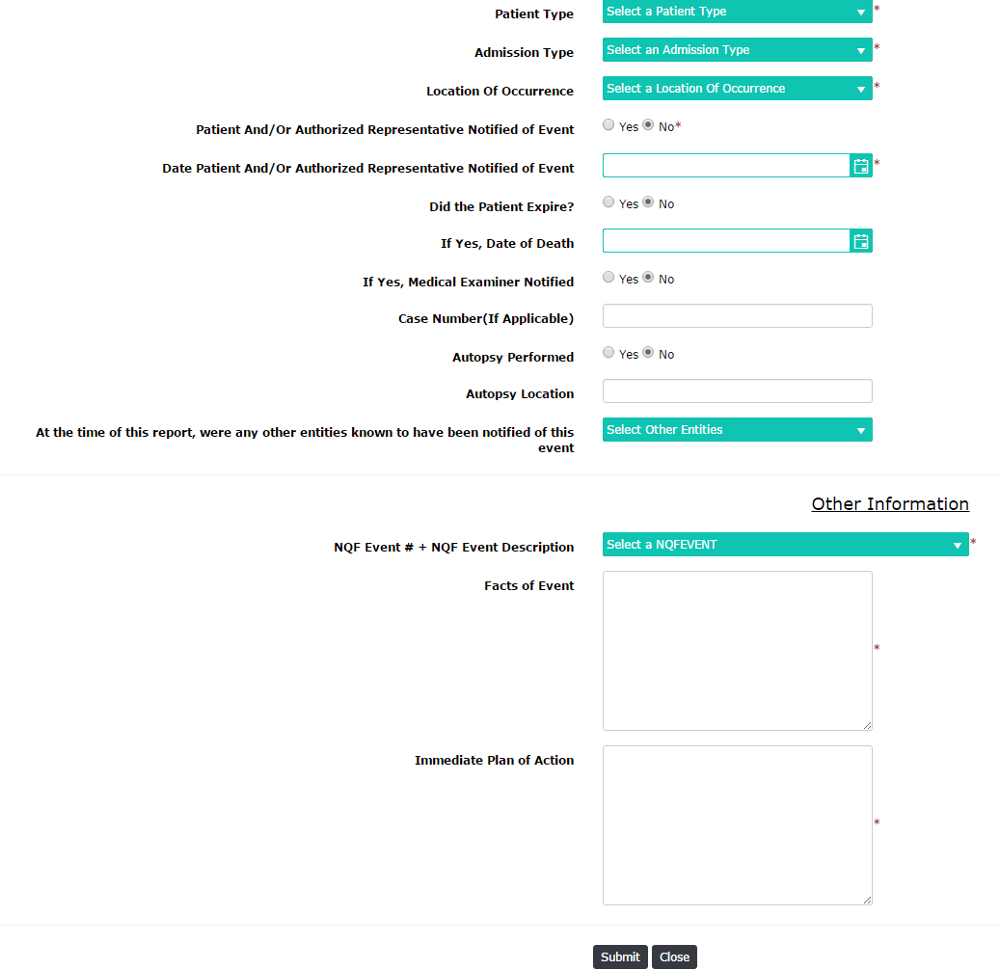 Patient Type Select a Patient Type *
Admission Type Select an Admission Type *
Location Of Occurrence Select a Location Of Occurrence *
Patient And/Or Authorized Representative Notified of Event Yes No*
Date Patient And/Or Authorized Representative Notified of Event *
Did the Patient Expire? Yes No
If Yes, Date of Death
If Yes, Medical Examiner Notified Yes No
Case Number(If Applicable)
Autopsy Performed Yes No
Autopsy Location
At the time of this report, were any other entities known to have been notified of this Select Other Entities
event
Other Information
NQF Event # + NQF Event Description Select a NQFEVENT *
Facts of Event
*
Immediate Plan of Action
*
Submit Close